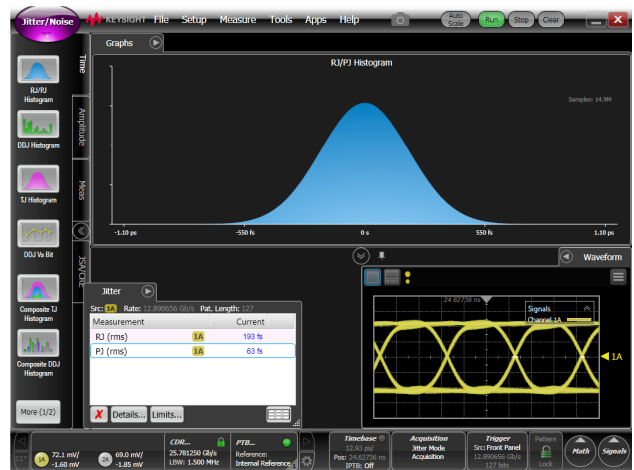 Jitter/Noise
KEYSIGHT File Setup Measure Tools Apps Help
Auto Scale Run Stop Clear
Graphs
Time
Amplitude
Meas
JSA/CRE
RJ/PJ Histogram
Samples: 14.9M
-1.10 ps -550 fs 0 s 550 fs 1.10 ps
RJ/RJ
Histogram
DDJ Histogram
TJ Histogram
DDJ Vs Bit
Composite TJ
Histogram
Composite DDJ
Histogram
More (1/2)
Waveform
Jitter
Src: 1A Rate: 12.890656 Gb/s Pat. Length: 127
Measurement Current
RJ (rms) 1A 193 fs
PJ (rms) 1A 63 fs
Details... Limits...
24.62736 ns
Signals
Channel 1A
1A
1A 72.1 mV/
-1.60 mV
2A 69.0 mV/
-1.85 mV
CDR...
25.781250 Gb/s
LBW: 1.500 MHz
PTB...
Reference:
Internal Reference
Timebase
12.93 ps/
Pos: 24.62736 ns
IPTB: Off
Acquisition
Jitter Mode
Acquisition
Trigger
Src: Front Panel
12.890656 Gb/s
127 bits
Pattern
Lock
Math
Signals